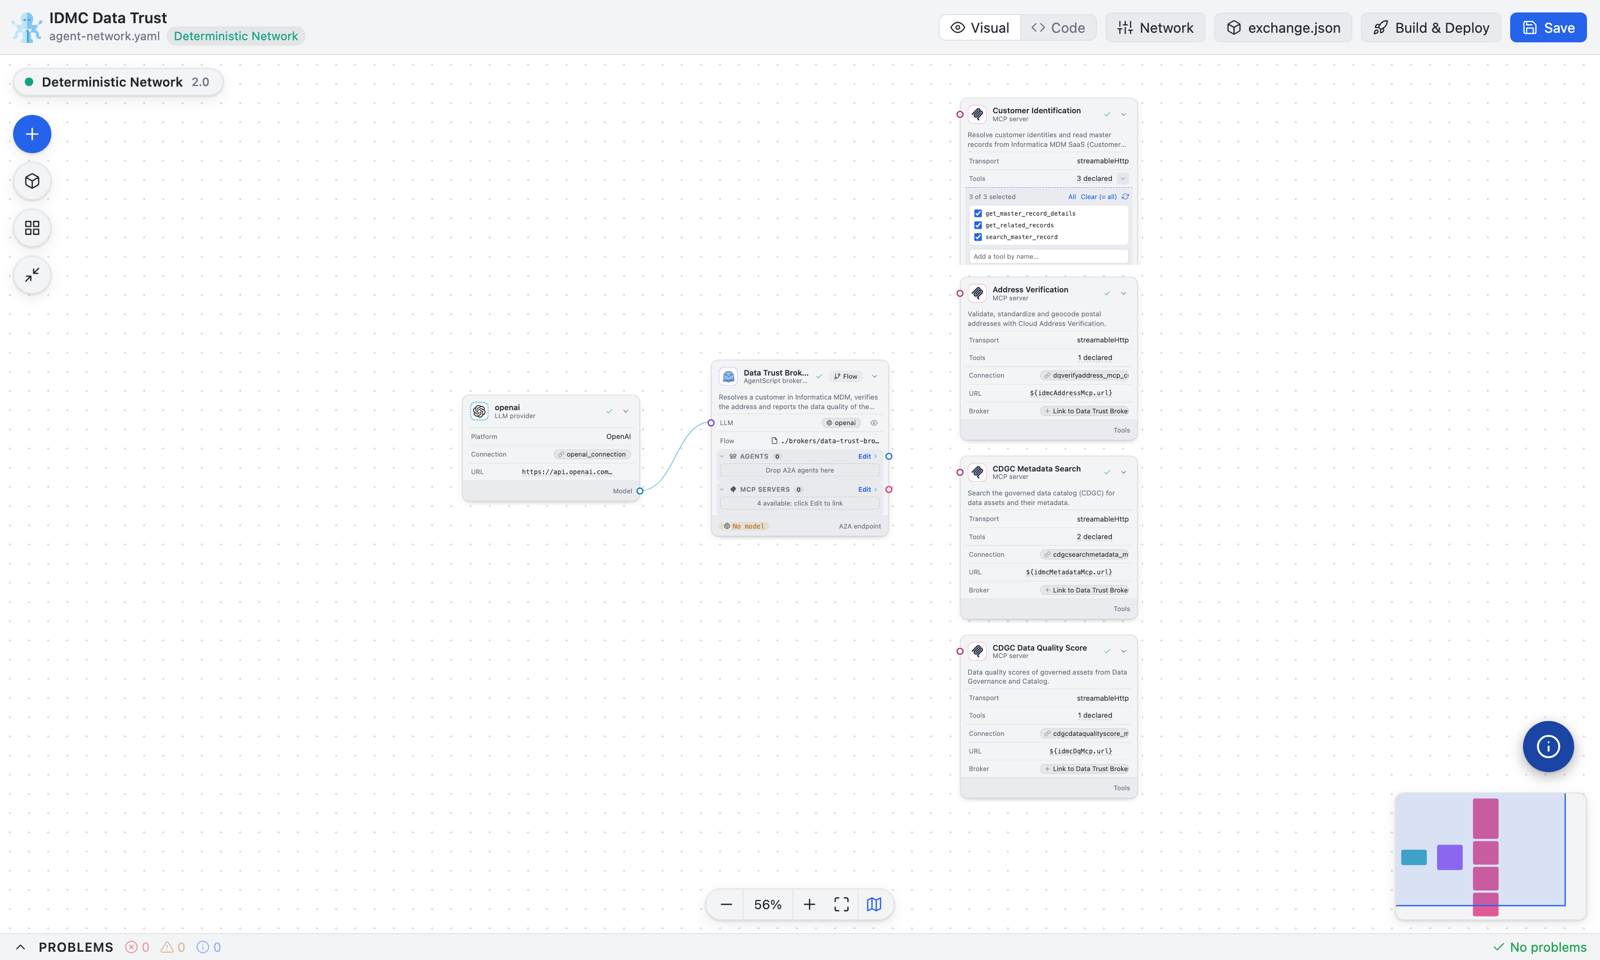 IDMC Data Trust
agent-network.yaml Deterministic Network
Visual
Code
Network
exchange.json
Build & Deploy
Save
Deterministic Network 2.0
Customer Identification
MCP server
Resolve customer identities and read master
records from Informatica MDM SaaS (Customer...
Transport streamableHttp
Tools 3 declared
3 of 3 selected All Clear (= all)
get_master_record_details
get_related_records
search_master_record
Add a tool by name...
Address Verification
MCP server
Validate, standardize and geocode postal
addresses with Cloud Address Verification.
Transport streamableHttp
Tools 1 declared
Connection dqverifyaddress_mcp_c
URL ${idmcAddressMcp.url}
Broker + Link to Data Trust Broke
Tools
openai
LLM provider
Platform OpenAI
Connection openai_connection
URL https://api.openai.com...
Model
Data Trust Brok...
AgentScript broker...
Flow
Resolves a customer in Informatica MDM, verifies
the address and reports the data quality of the...
LLM openai
Flow ./brokers/data-trust-bro...
AGENTS 0 Edit
Drop A2A agents here
MCP SERVERS 0 Edit
4 available: click Edit to link
No model A2A endpoint
CDGC Metadata Search
MCP server
Search the governed data catalog (CDGC) for
data assets and their metadata.
Transport streamableHttp
Tools 2 declared
Connection cdgcsearchmetadata_m
URL ${idmcMetadataMcp.url}
Broker + Link to Data Trust Broke
Tools
CDGC Data Quality Score
MCP server
Data quality scores of governed assets from Data
Governance and Catalog.
Transport streamableHttp
Tools 1 declared
Connection cdgcdataqualityscore_m
URL ${idmcDqMcp.url}
Broker + Link to Data Trust Broke
Tools
56%
PROBLEMS 0 0 0
No problems